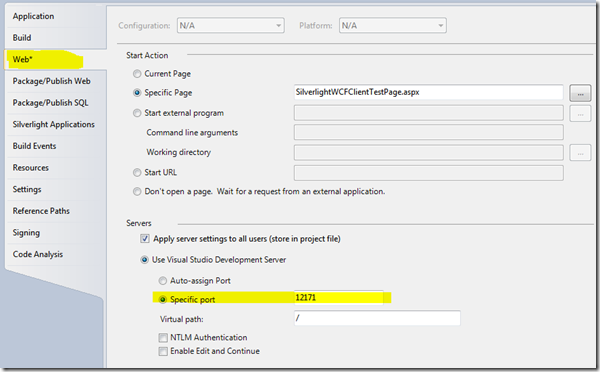 Application
Build
Web*
Package/Publish Web
Package/Publish SQL
Silverlight Applications
Build Events
Resources
Settings
Reference Paths
Signing
Code Analysis
Configuration: N/A Platform: N/A
Start Action
Current Page
Specific Page SilverlightWCFClientTestPage.aspx ...
Start external program ...
Command line arguments
Working directory ...
Start URL
Don't open a page. Wait for a request from an external application.
Servers
Apply server settings to all users (store in project file)
Use Visual Studio Development Server
Auto-assign Port
Specific port 12171
Virtual path: /
NTLM Authentication
Enable Edit and Continue